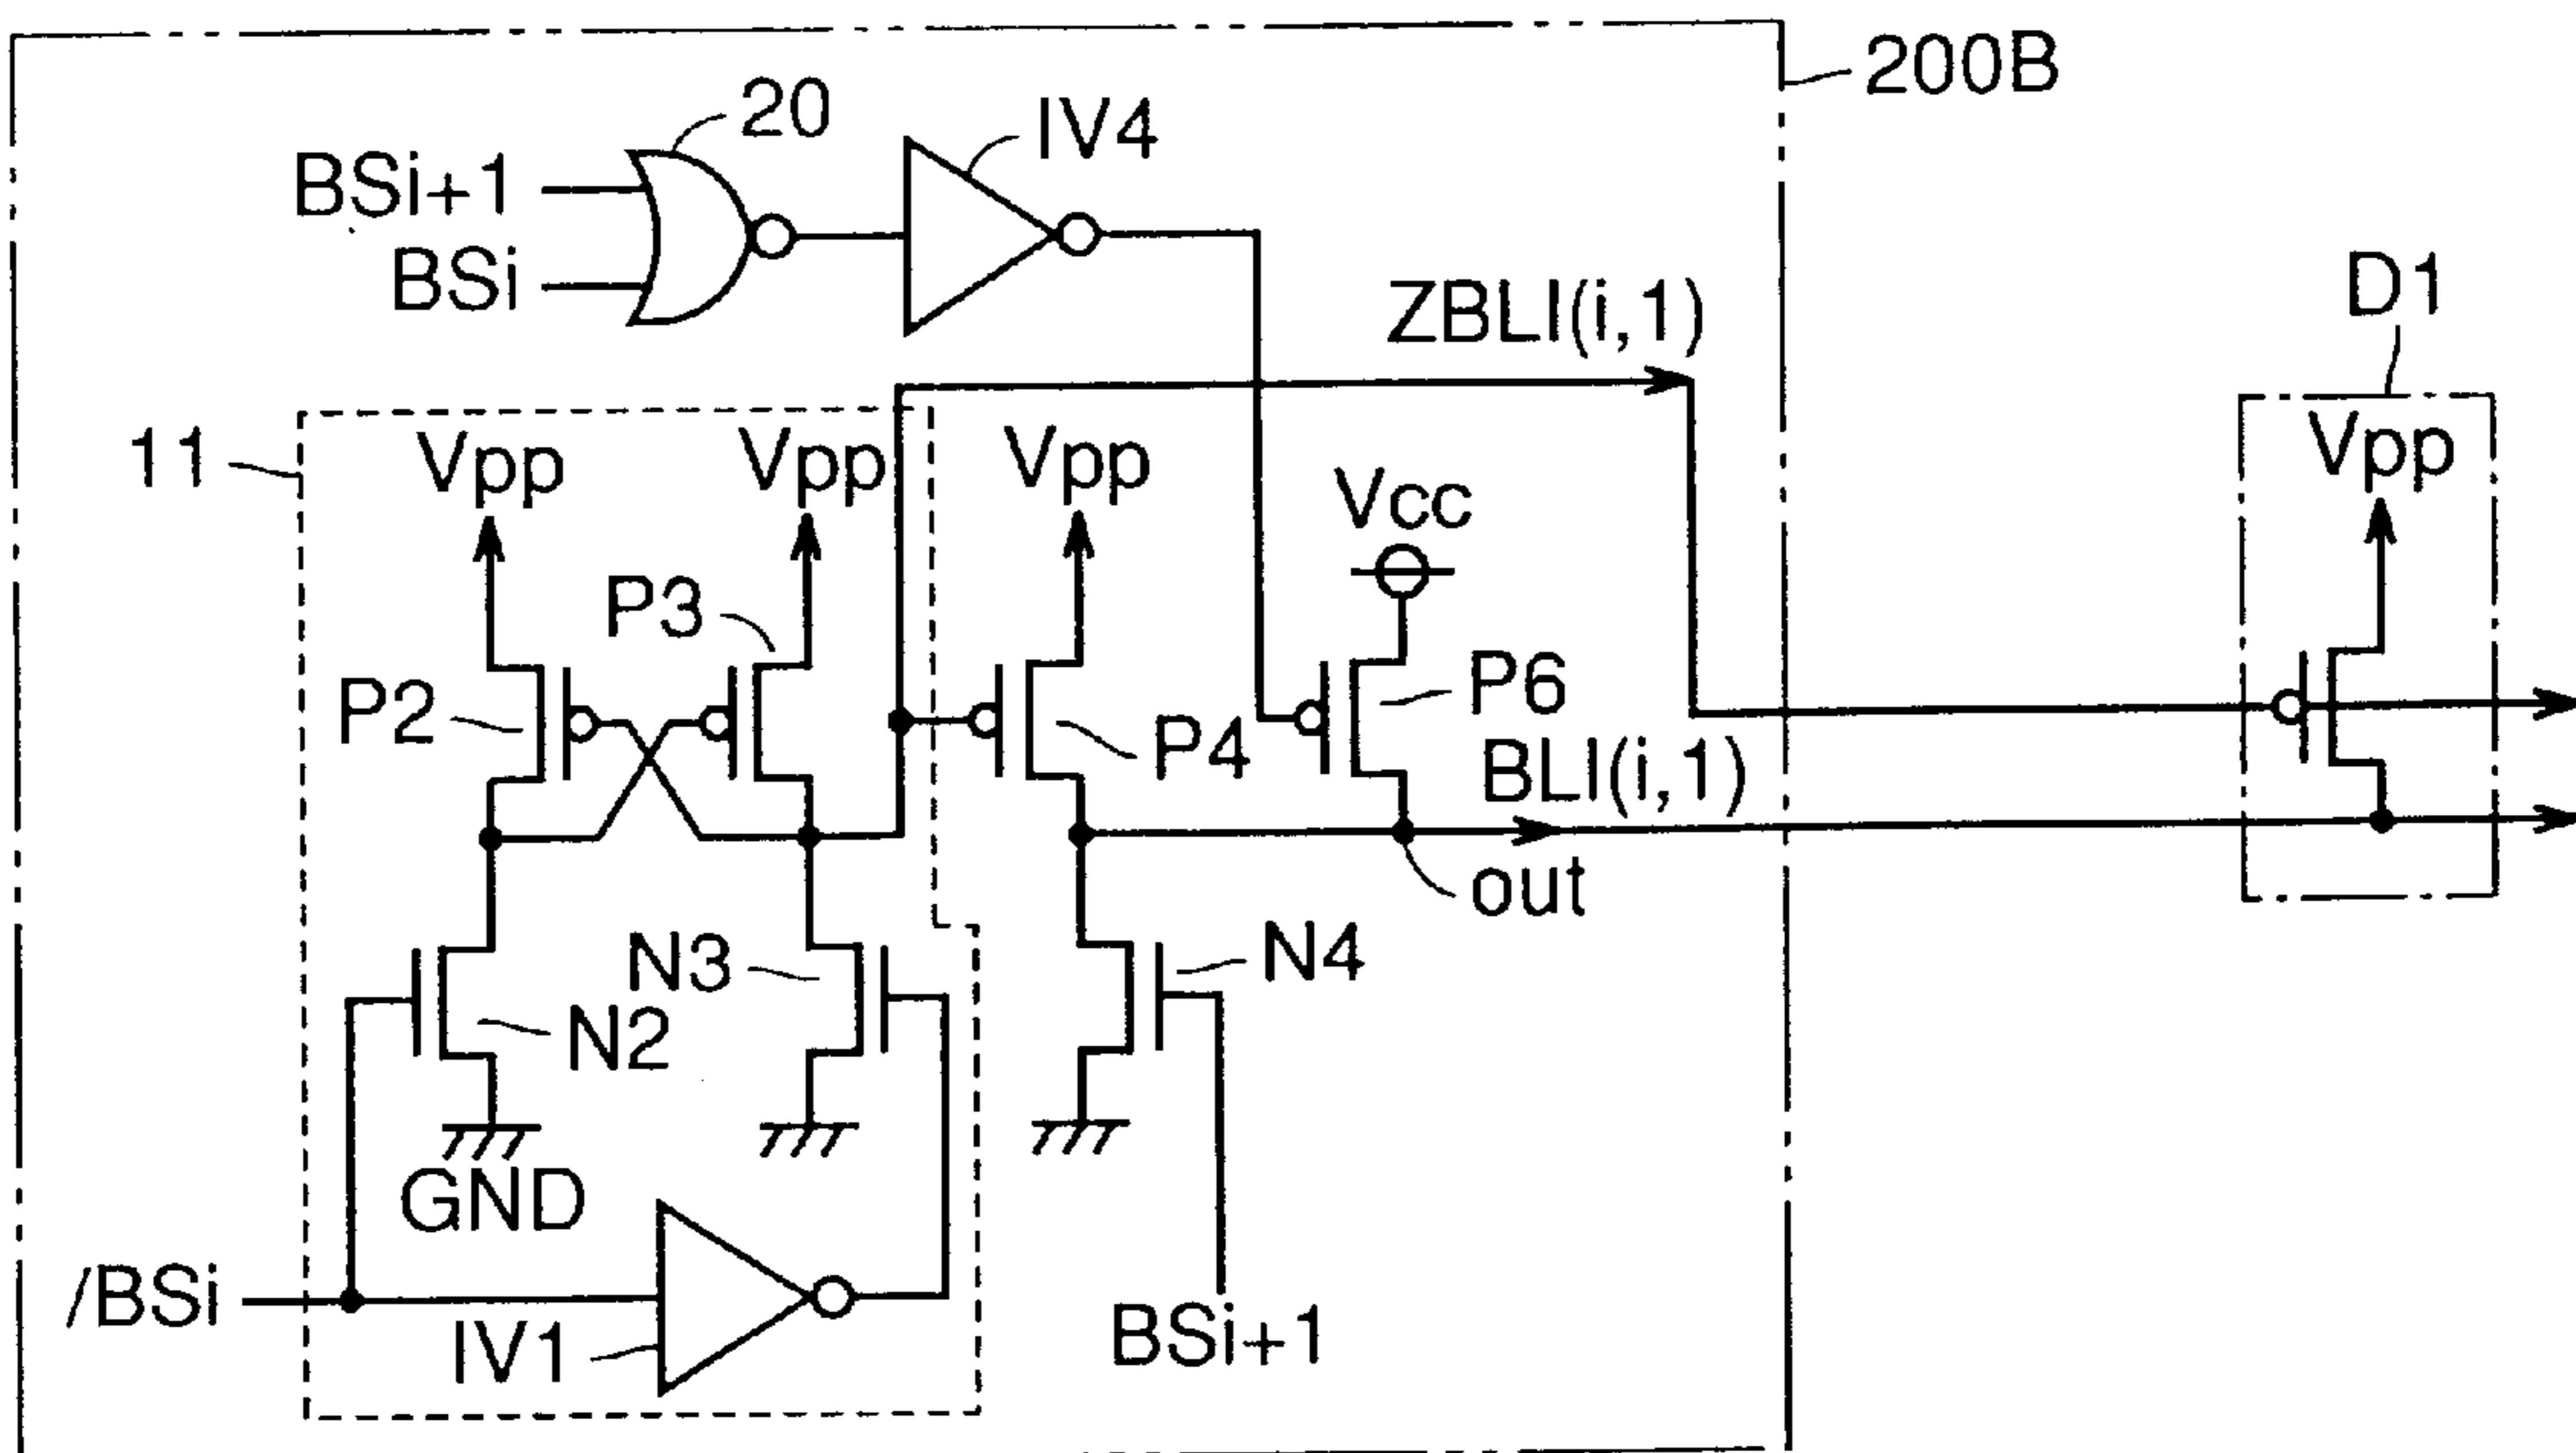 200B
20
IV4
BSi+1
BSi
D1
ZBLI(i,1)
11
Vpp
Vpp
Vpp
Vcc
Vpp
P3
P2
P4
P6
BLI(i,1)
out
N3
N4
N2
GND
/BSi
IV1
BSi+1